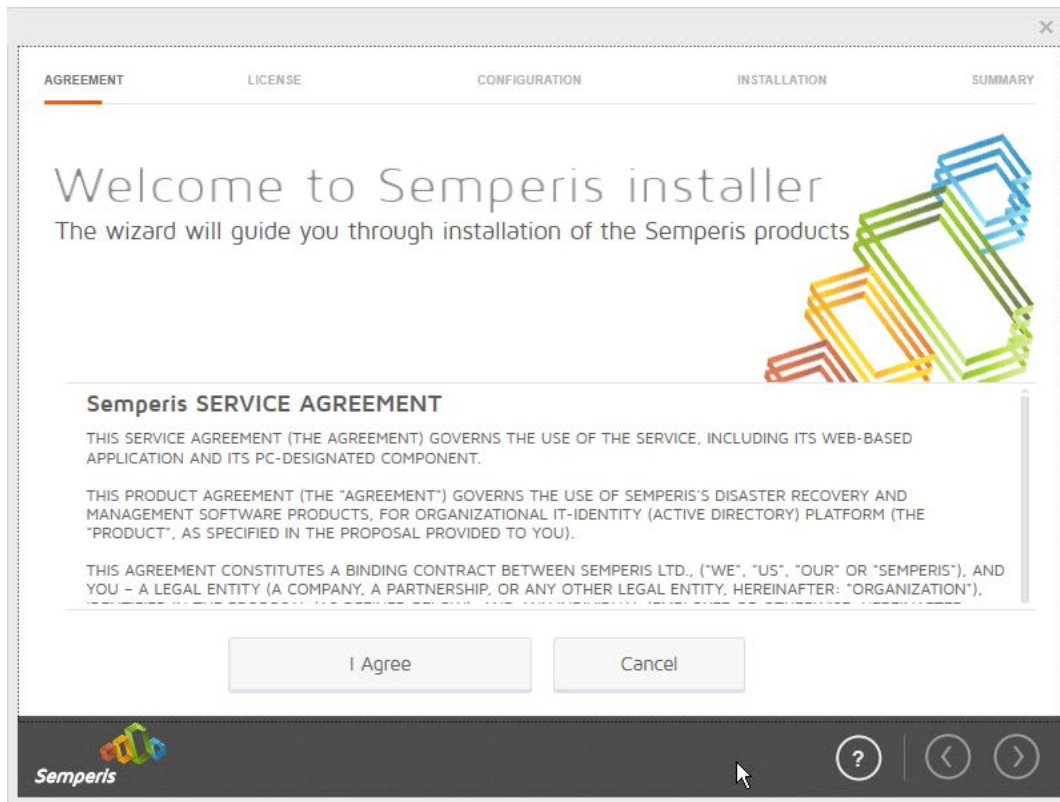 AGREEMENT LICENSE CONFIGURATION INSTALLATION SUMMARY
Welcome to Semperis installer
The wizard will guide you through installation of the Semperis products
Semperis SERVICE AGREEMENT
THIS SERVICE AGREEMENT (THE AGREEMENT) GOVERNS THE USE OF THE SERVICE, INCLUDING ITS WEB-BASED
APPLICATION AND ITS PC-DESIGNATED COMPONENT.
THIS PRODUCT AGREEMENT (THE "AGREEMENT") GOVERNS THE USE OF SEMPERIS'S DISASTER RECOVERY AND
MANAGEMENT SOFTWARE PRODUCTS, FOR ORGANIZATIONAL IT-IDENTITY (ACTIVE DIRECTORY) PLATFORM (THE
"PRODUCT", AS SPECIFIED IN THE PROPOSAL PROVIDED TO YOU).
THIS AGREEMENT CONSTITUTES A BINDING CONTRACT BETWEEN SEMPERIS LTD., ("WE", "US", "OUR" OR "SEMPERIS"), AND
YOU – A LEGAL ENTITY (A COMPANY, A PARTNERSHIP, OR ANY OTHER LEGAL ENTITY, HEREINAFTER: "ORGANIZATION"),
I Agree Cancel
Semperis ?